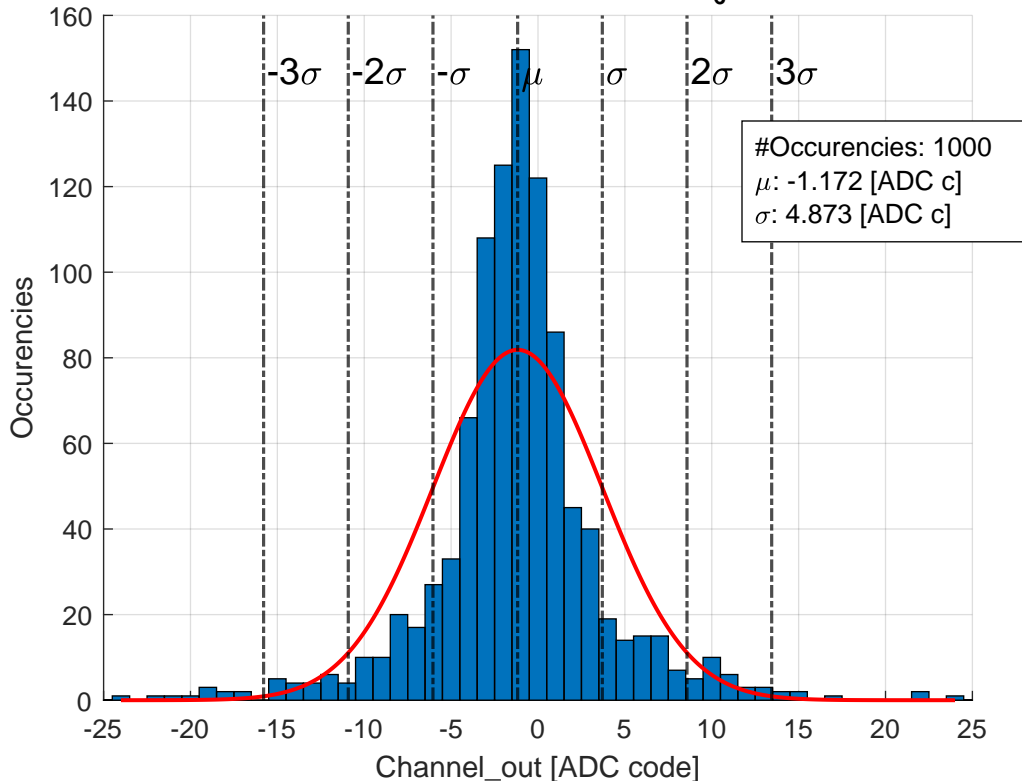 0
160
140
120
100
80
60
40
20
0
Occurencies
-3σ -2σ -σ μ σ 2σ 3σ
#Occurencies: 1000
μ: -1.172 [ADC c]
σ: 4.873 [ADC c]
-25 -20 -15 -10 -5 0 5 10 15 20 25
Channel_out [ADC code]